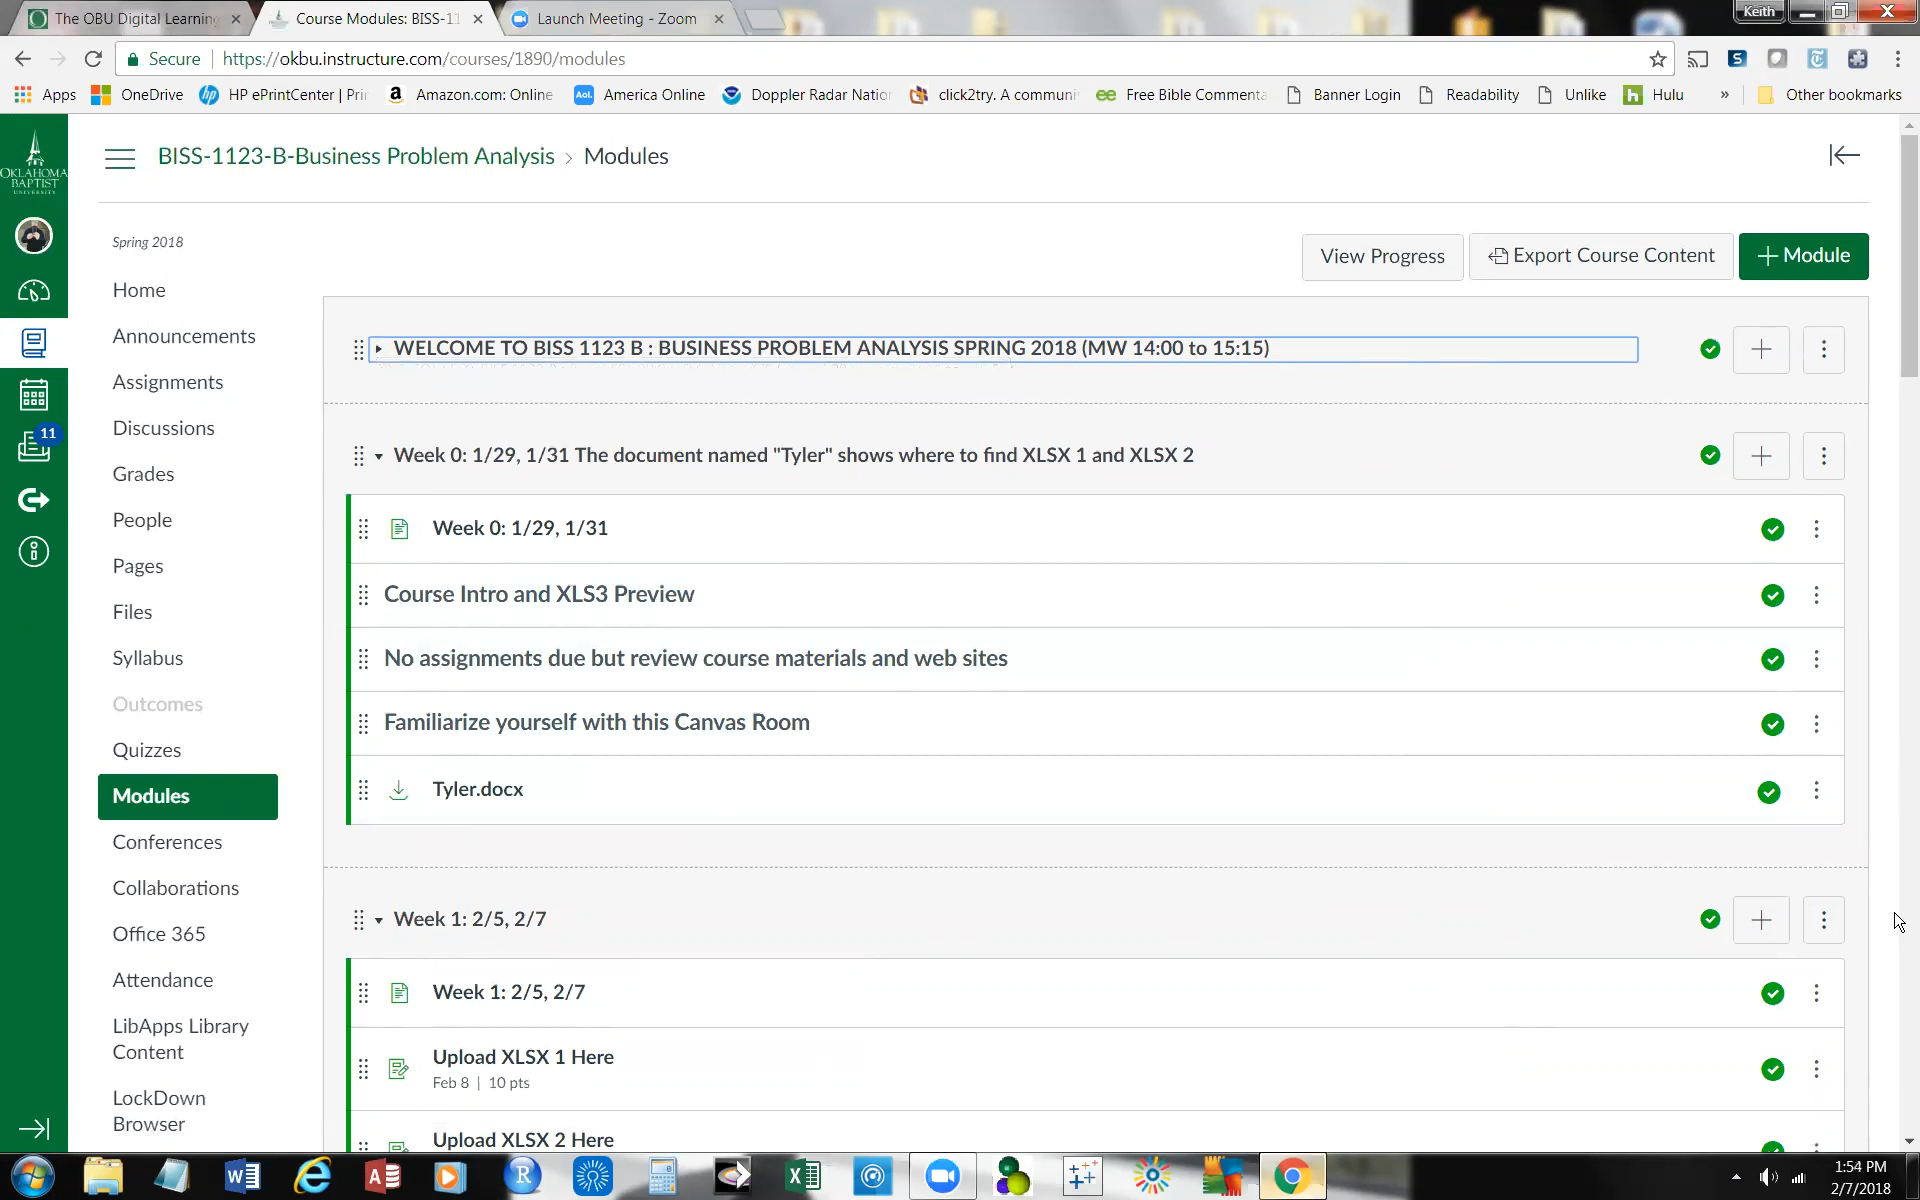 The OBU Digital Learning
Course Modules: BISS-11
Launch Meeting - Zoom
Keith
Secure
https://okbu.instructure.com/courses/1890/modules
Apps
OneDrive
HP ePrintCenter | Prin
Amazon.com: Online
Aol.
America Online
Doppler Radar Nation
click2try. A communi
Free Bible Commenta
Banner Login
Readability
Unlike
Hulu
»
Other bookmarks
OKLAHOMA
BAPTIST
UNIVERSITY
BISS-1123-B-Business Problem Analysis › Modules
Spring 2018
View Progress
Export Course Content
+ Module
Home
Announcements
Assignments
Discussions
Grades
People
Pages
Files
Syllabus
Outcomes
Quizzes
Modules
Conferences
Collaborations
Office 365
Attendance
LibApps Library
Content
LockDown
Browser
11
WELCOME TO BISS 1123 B : BUSINESS PROBLEM ANALYSIS SPRING 2018 (MW 14:00 to 15:15)
Week 0: 1/29, 1/31 The document named "Tyler" shows where to find XLSX 1 and XLSX 2
Week 0: 1/29, 1/31
Course Intro and XLS3 Preview
No assignments due but review course materials and web sites
Familiarize yourself with this Canvas Room
Tyler.docx
Week 1: 2/5, 2/7
Week 1: 2/5, 2/7
Upload XLSX 1 Here
Feb 8 | 10 pts
Upload XLSX 2 Here
1:54 PM
2/7/2018